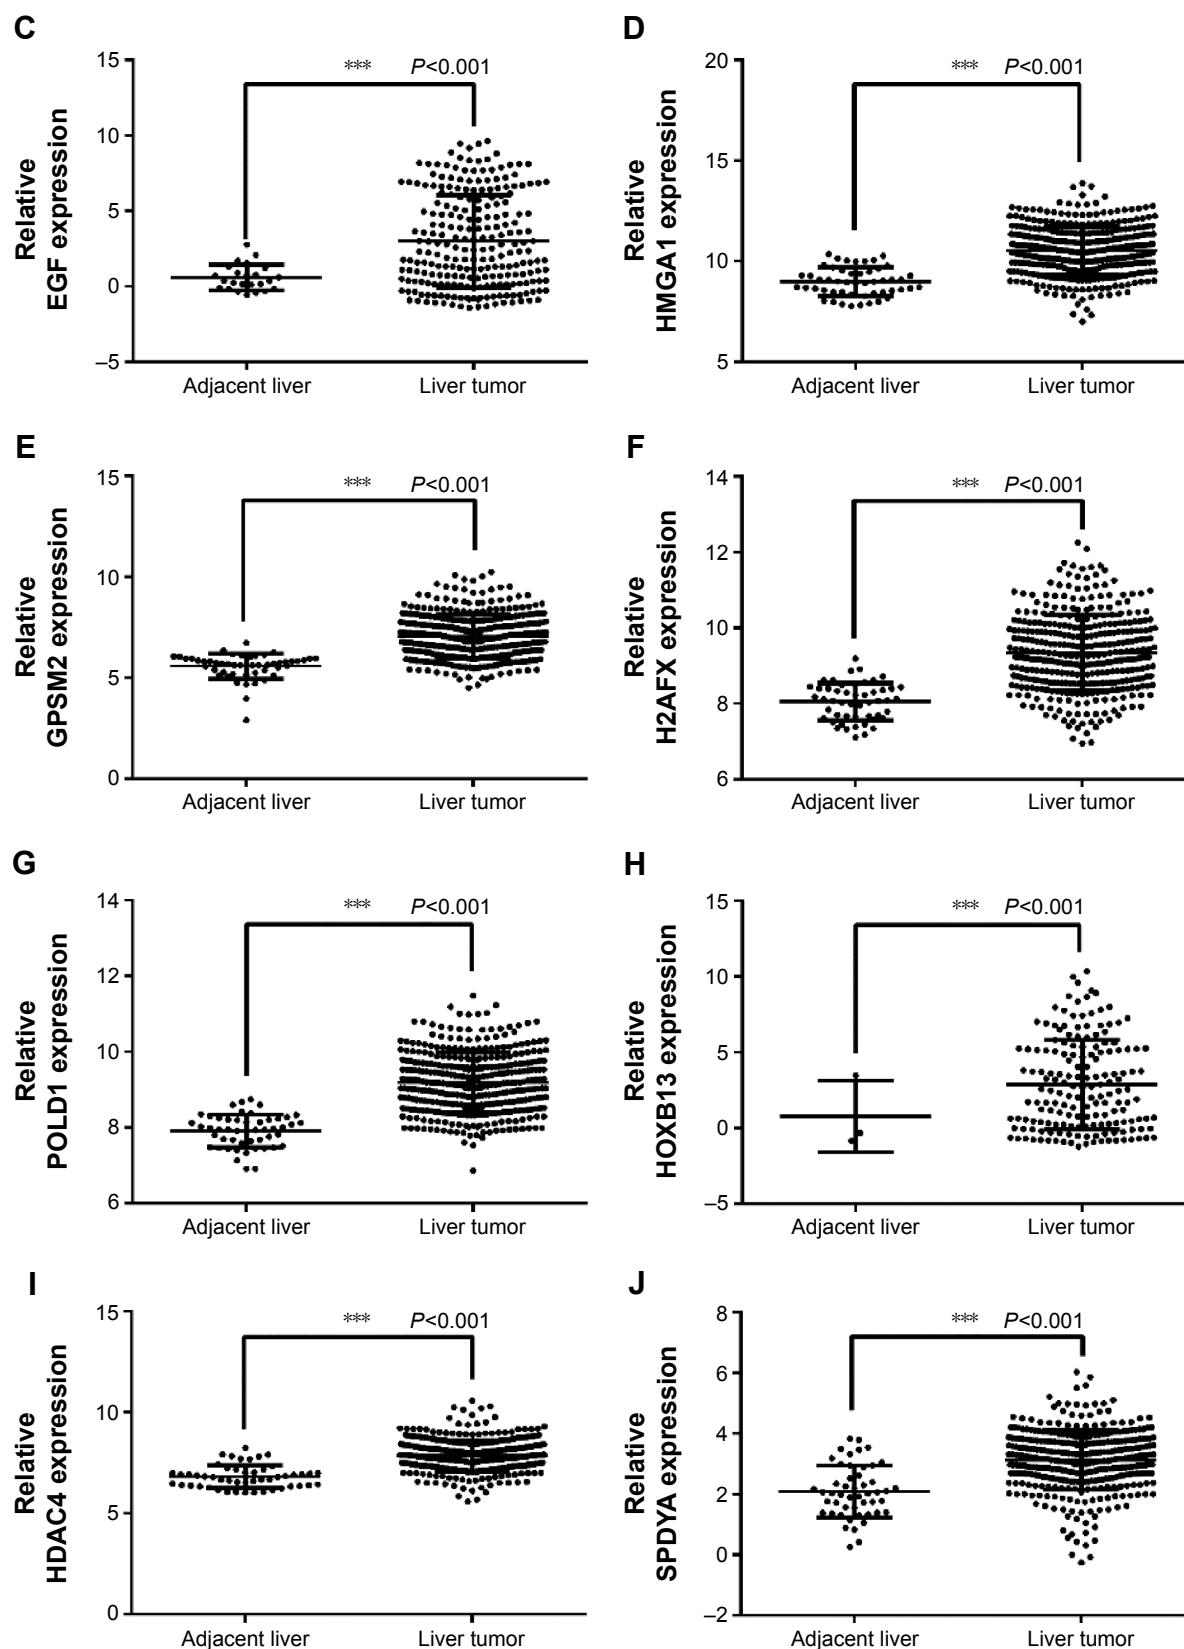 C
Relative
EGF expression
15
10
5
0
–5
*** P<0.001
Adjacent liver
Liver tumor
D
Relative
HMGA1 expression
20
15
10
5
*** P<0.001
Adjacent liver
Liver tumor
E
Relative
GPSM2 expression
15
10
5
0
*** P<0.001
Adjacent liver
Liver tumor
F
Relative
H2AFX expression
14
12
10
8
6
*** P<0.001
Adjacent liver
Liver tumor
G
Relative
POLD1 expression
14
12
10
8
6
*** P<0.001
Adjacent liver
Liver tumor
H
Relative
HOXB13 expression
15
10
5
0
–5
*** P<0.001
Adjacent liver
Liver tumor
I
Relative
HDAC4 expression
15
10
5
0
*** P<0.001
Adjacent liver
Liver tumor
J
Relative
SPDYA expression
8
6
4
2
0
–2
*** P<0.001
Adjacent liver
Liver tumor